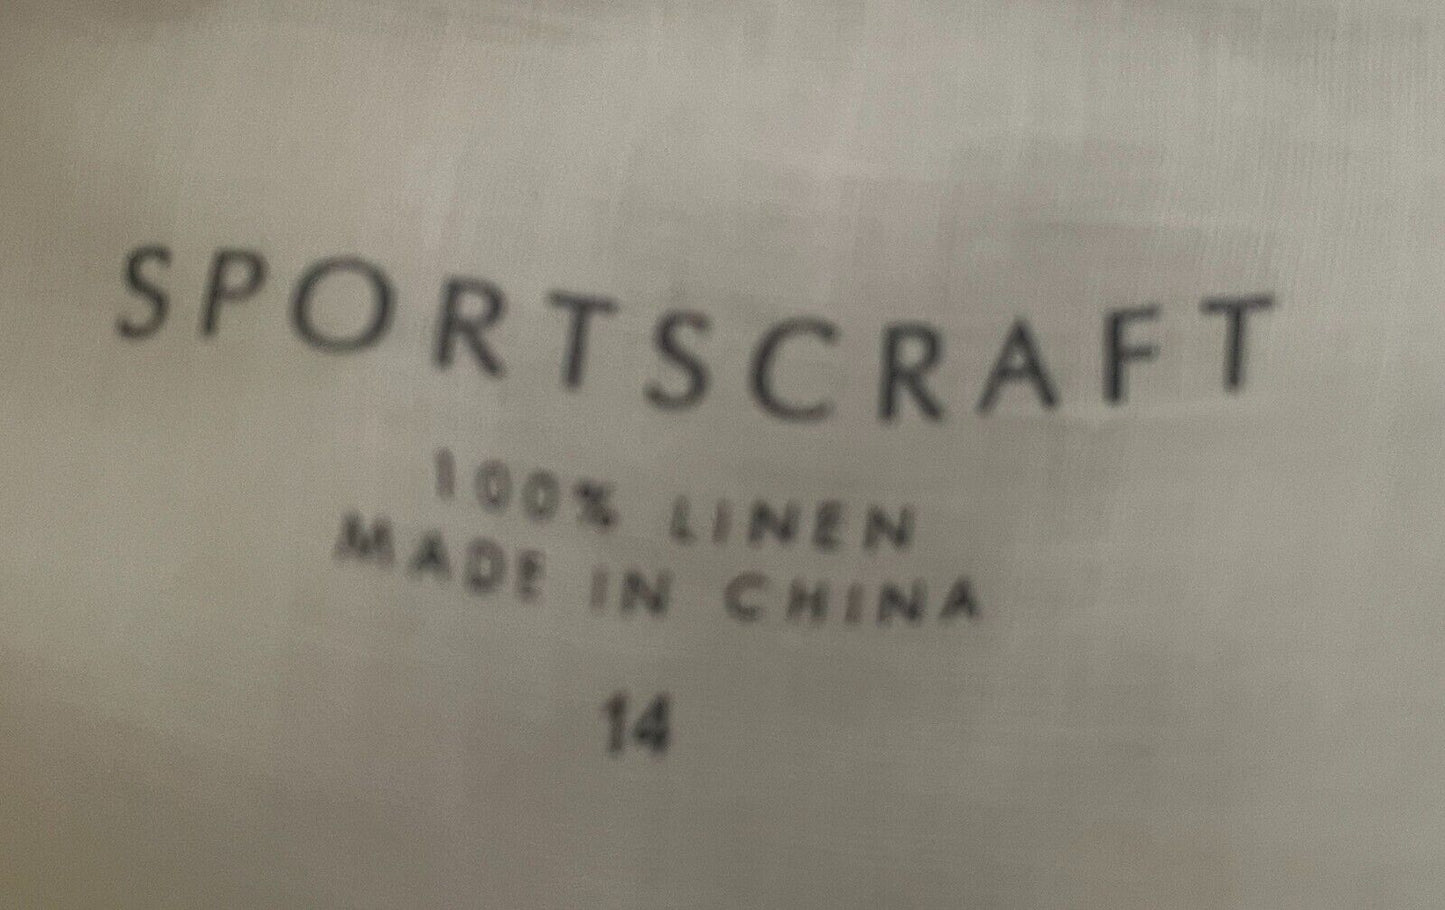 SPORTSCRAFT
100% LINEN
MADE IN CHINA
14